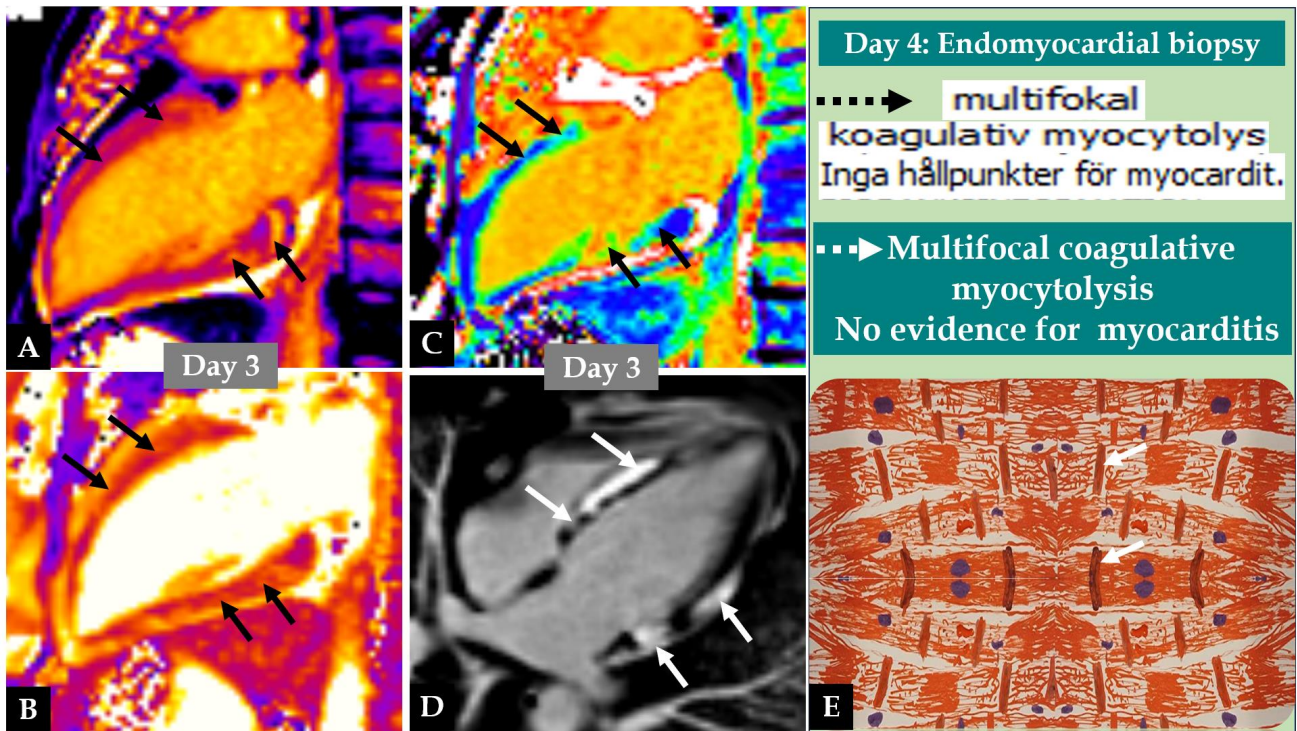 A
Day 3
B
C
Day 3
D
Day 4: Endomyocardial biopsy
multifokal
koagulativ myocytolys
Inga hållpunkter för myocardit.
Multifocal coagulative
myocytolysis
No evidence for myocarditis
E